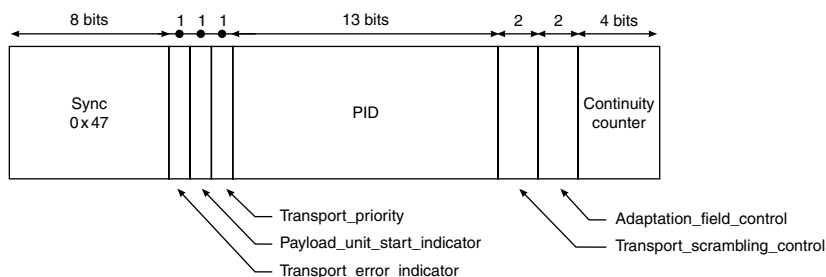 8 bits 1 1 1 13 bits 2 2 4 bits
Sync
0x47
PID
Continuity
counter
Transport_priority
Payload_unit_start_indicator
Transport_error_indicator
Adaptation_field_control
Transport_scrambling_control